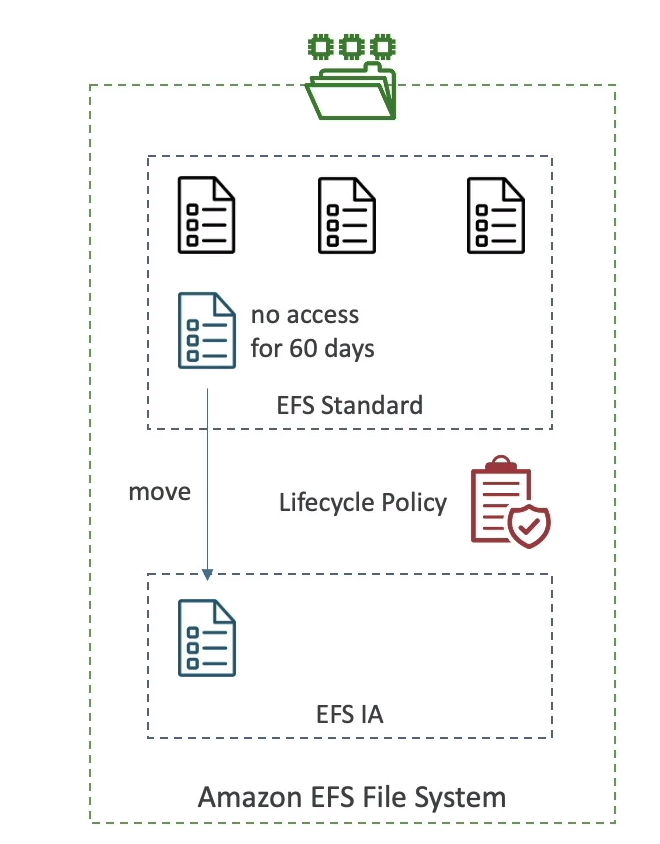 no access
for 60 days
EFS Standard
move
Lifecycle Policy
EFS IA
Amazon EFS File System